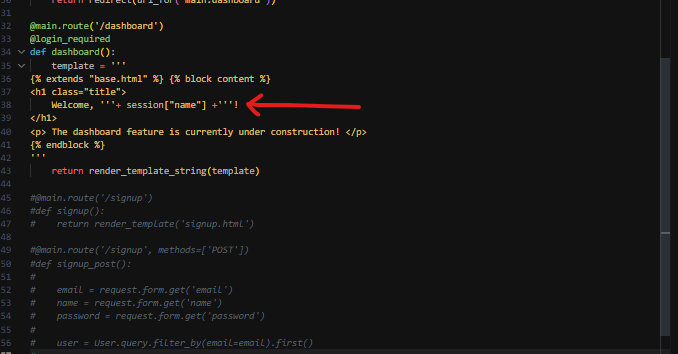 30 return redirect(url_for('main.dashboard'))
31
32 @main.route('/dashboard')
33 @login_required
34 def dashboard():
35 template = '''
36 {% extends "base.html" %} {% block content %}
37 <h1 class="title">
38 Welcome, '''+ session["name"] +'''!
39 </h1>
40 <p> The dashboard feature is currently under construction! </p>
41 {% endblock %}
42 '''
43 return render_template_string(template)
44
45 #@main.route('/signup')
46 #def signup():
47 # return render_template('signup.html')
48
49 #@main.route('/signup', methods=['POST'])
50 #def signup_post():
51 #
52 # email = request.form.get('email')
53 # name = request.form.get('name')
54 # password = request.form.get('password')
55 #
56 # user = User.query.filter_by(email=email).first()